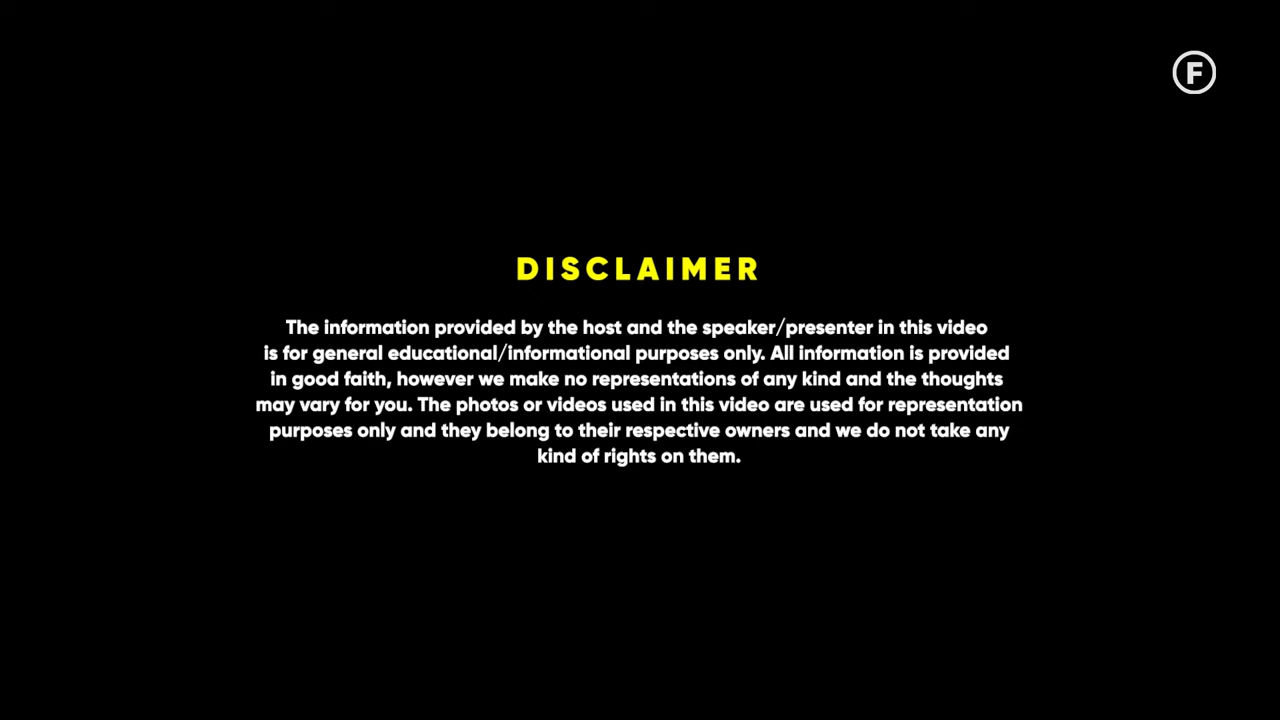 F
DISCLAIMER
The information provided by the host and the speaker/presenter in this video
is for general educational/informational purposes only. All information is provided
in good faith, however we make no representations of any kind and the thoughts
may vary for you. The photos or videos used in this video are used for representation
purposes only and they belong to their respective owners and we do not take any
kind of rights on them.